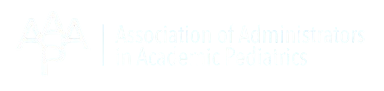 Association of Administrators
in Academic Pediatrics